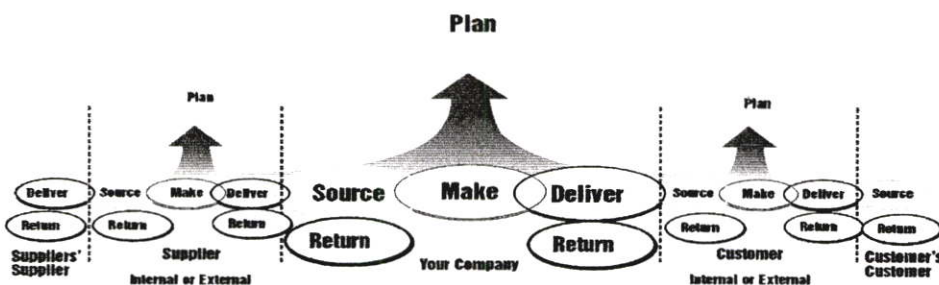 Plan
Plan
Plan
Deliver Source Make Deliver Source Make Deliver Source Make Deliver Source
Return Return Return Return Return Return Return Return
Suppliers'
Supplier
Supplier
Your Company
Customer
Customer's
Customer
Internal or External
Internal or External